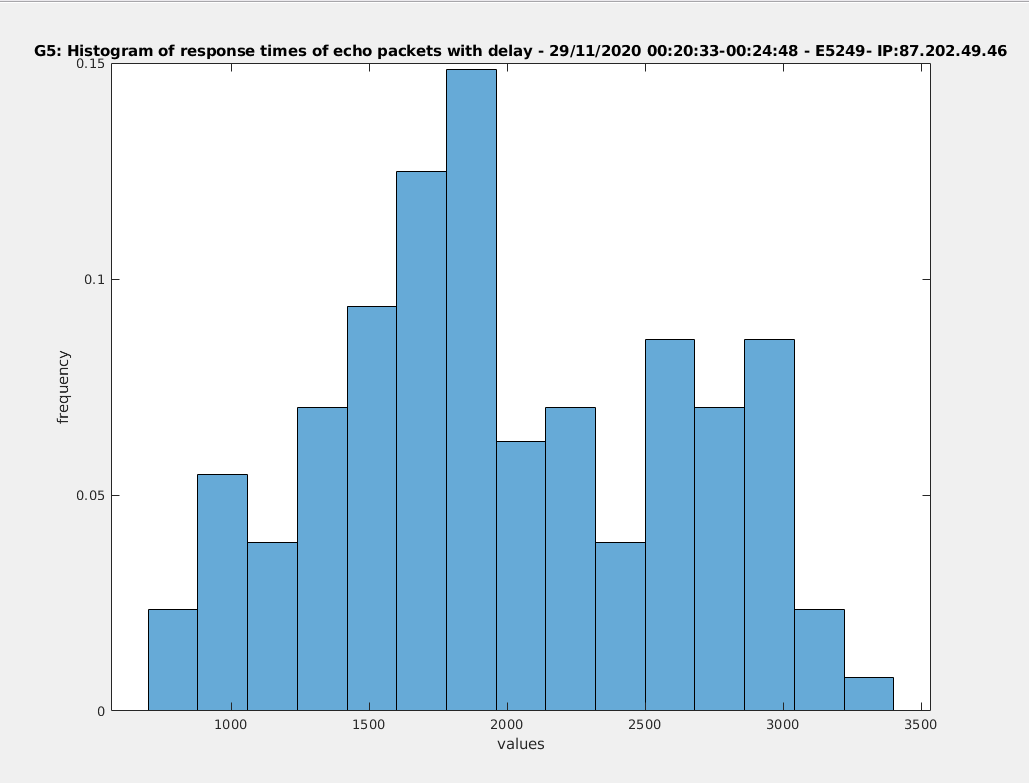 G5: Histogram of response times of echo packets with delay - 29/11/2020 00:20:33-00:24:48 - E5249- IP:87.202.49.46
0.15
0.1
0.05
0
frequency
1000 1500 2000 2500 3000 3500
values